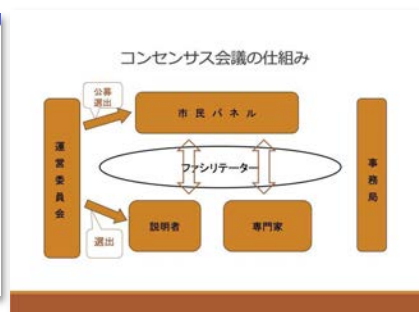 コンセンサス会議の仕組み
公募
選出
市民パネル
運営委員会
ファシリテーター
事務局
説明者
専門家
選出